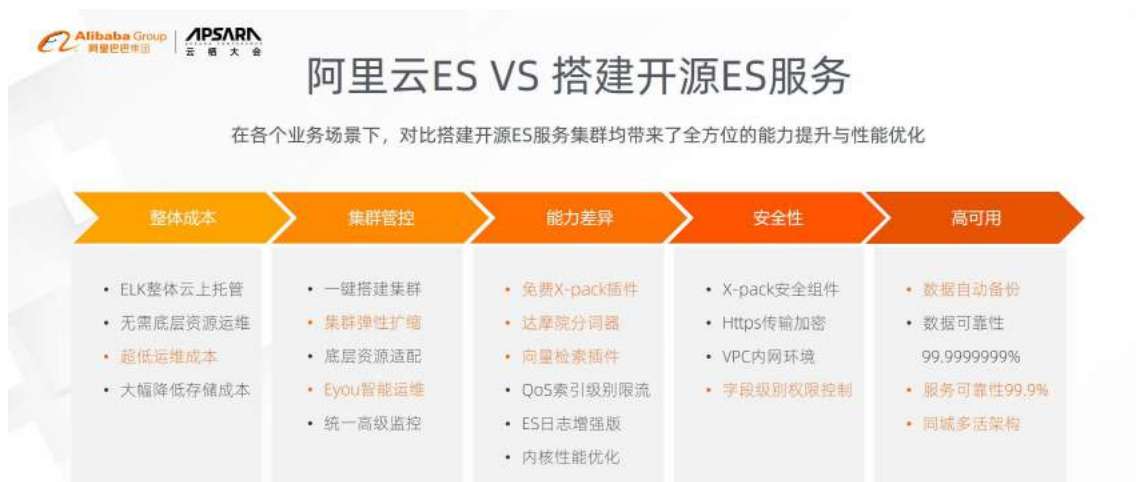 Alibaba Group
阿里巴巴集团
APSARA
云栖大会
阿里云ES VS 搭建开源ES服务
在各个业务场景下，对比搭建开源ES服务集群均带来了全方位的能力提升与性能优化
整体成本
• ELK整体云上托管
• 无需底层资源运维
• 超低运维成本
• 大幅降低存储成本
集群管控
• 一键搭建集群
• 集群弹性扩缩
• 底层资源适配
• Eyou智能运维
• 统一高级监控
能力差异
• 免费X-pack插件
• 达摩院分词器
• 向量检索插件
• QoS索引级别限流
• ES日志增强版
• 内核性能优化
安全性
• X-pack安全组件
• Https传输加密
• VPC内网环境
• 字段级别权限控制
高可用
• 数据自动备份
• 数据可靠性
99.9999999%
• 服务可靠性99.9%
• 同城多活架构